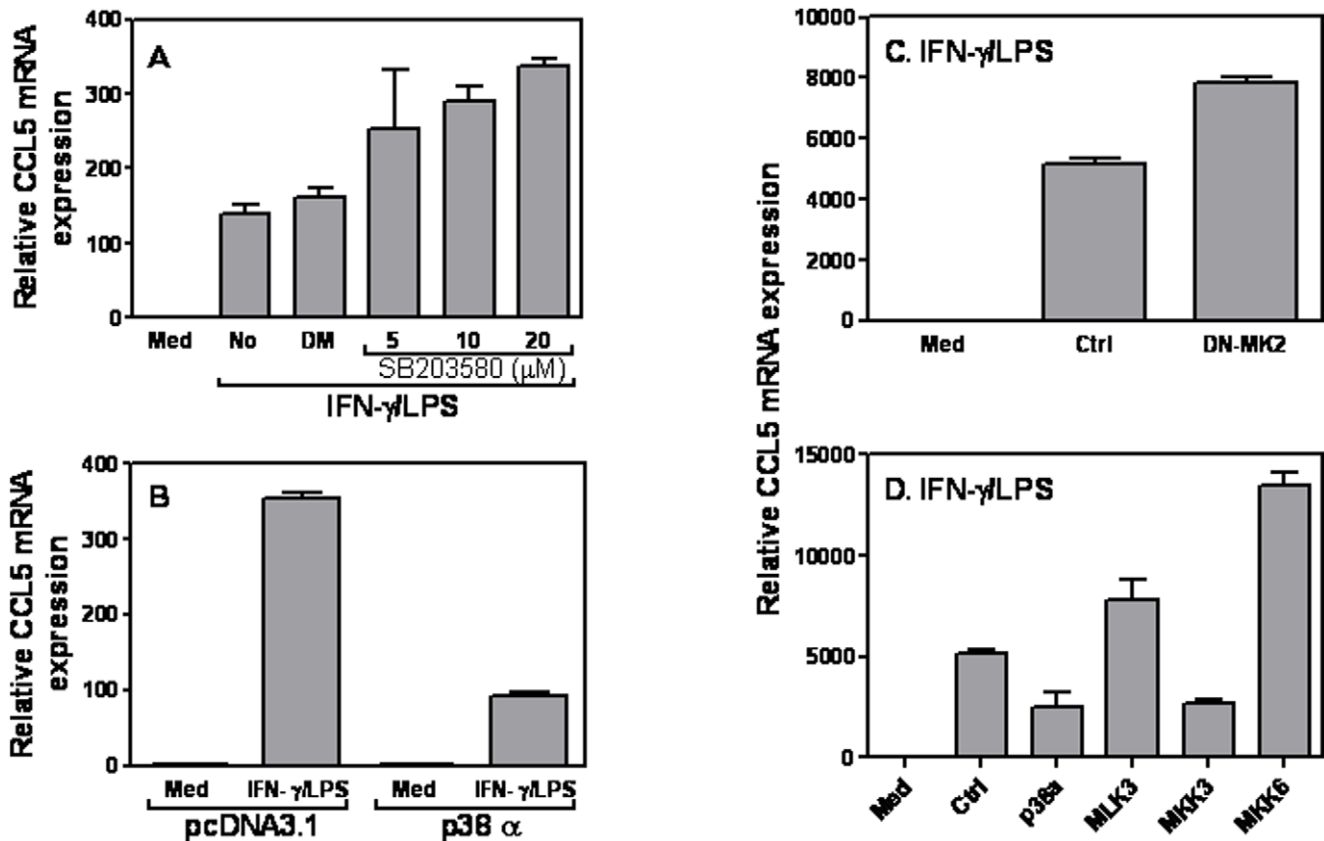 A
Relative CCL5 mRNA
expression
400
300
200
100
0
Med No DM 5 10 20
SB203580 (μM)
IFN-γ/LPS
B
Relative CCL5 mRNA
expression
400
300
200
100
0
Med IFN- γ/LPS Med IFN- γ/LPS
pcDNA3.1 p38 α
C. IFN-γ/LPS
Relative CCL5 mRNA expression
10000
8000
6000
4000
2000
0
Med Ctrl DN-MK2
D. IFN-γ/LPS
15000
10000
5000
0
Med Ctrl p38a MLK3 MKK3 MKK6